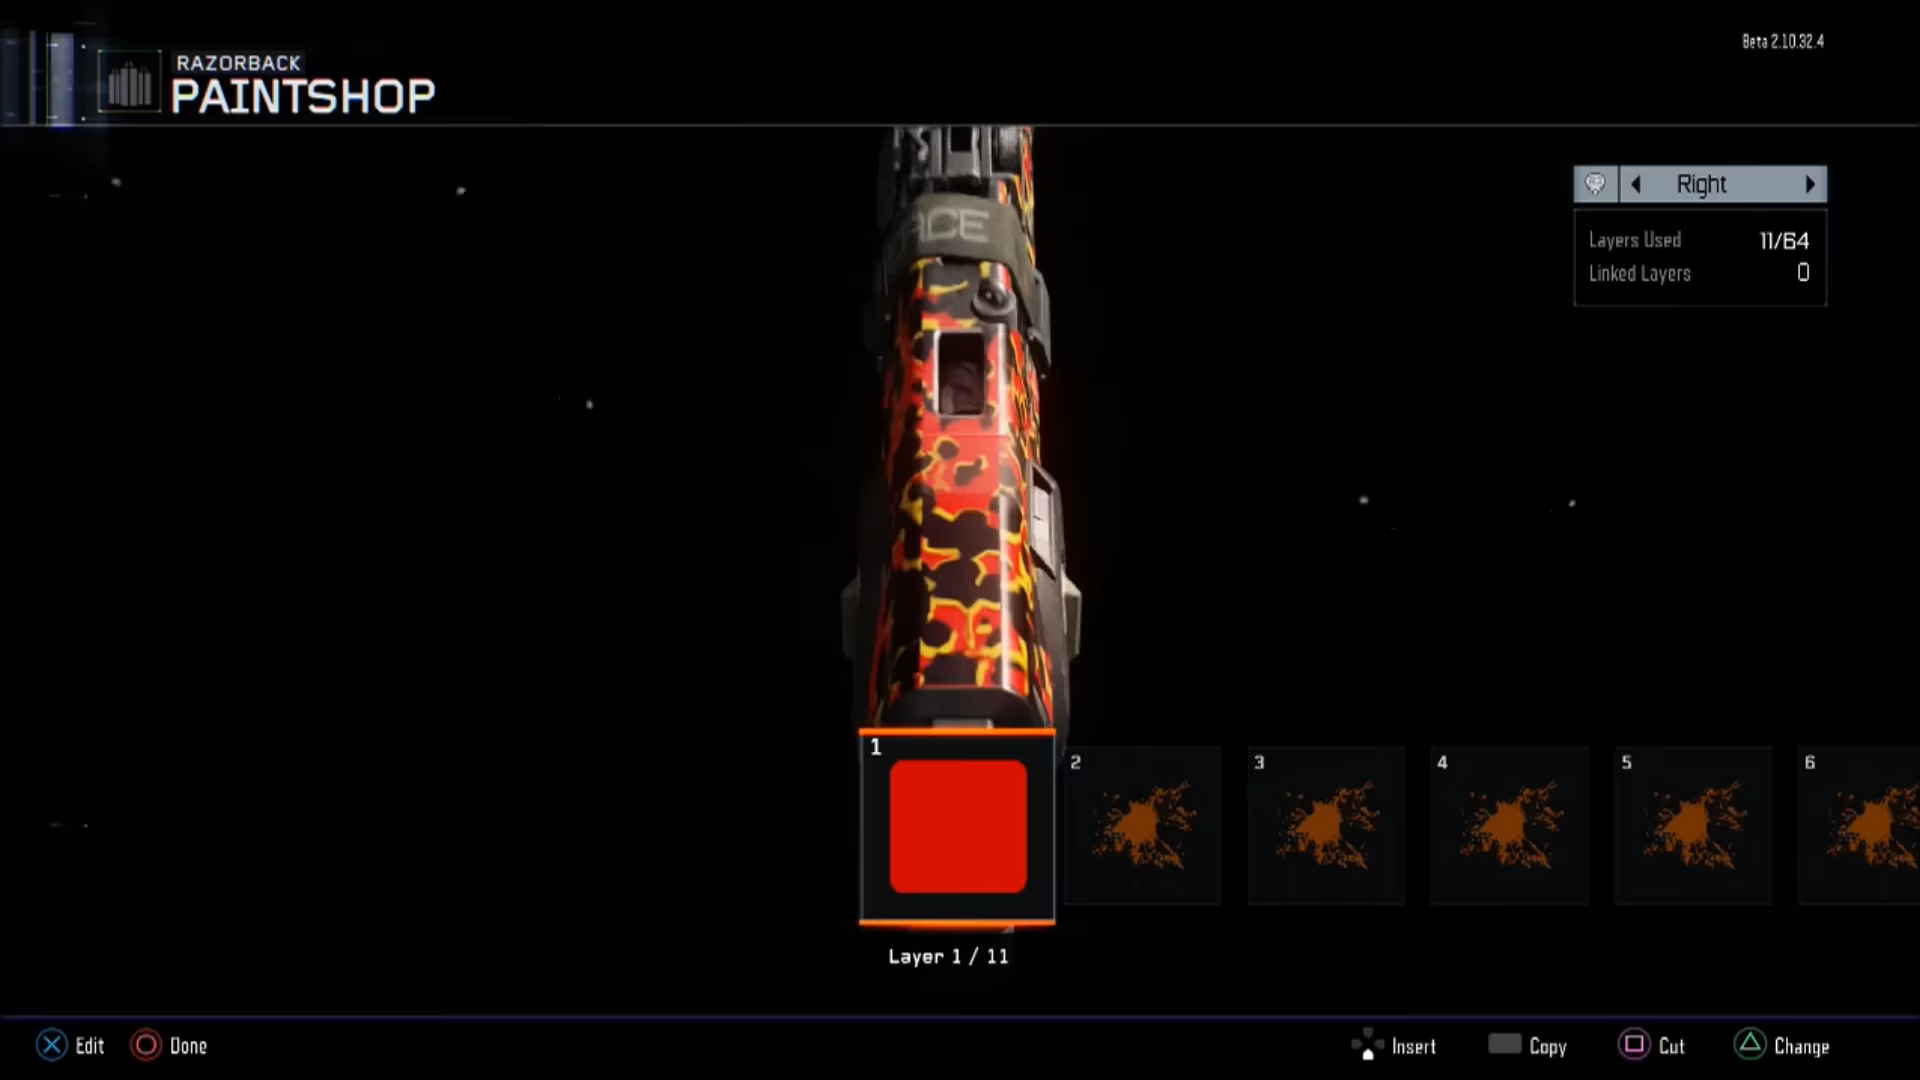 RAZORBACK
PAINTSHOP
Beta 2.10.32.4
Right
Layers Used 11/64
Linked Layers 0
ACE
1
2
3
4
5
6
Layer 1 / 11
Edit
Done
Insert
Copy
Cut
Change